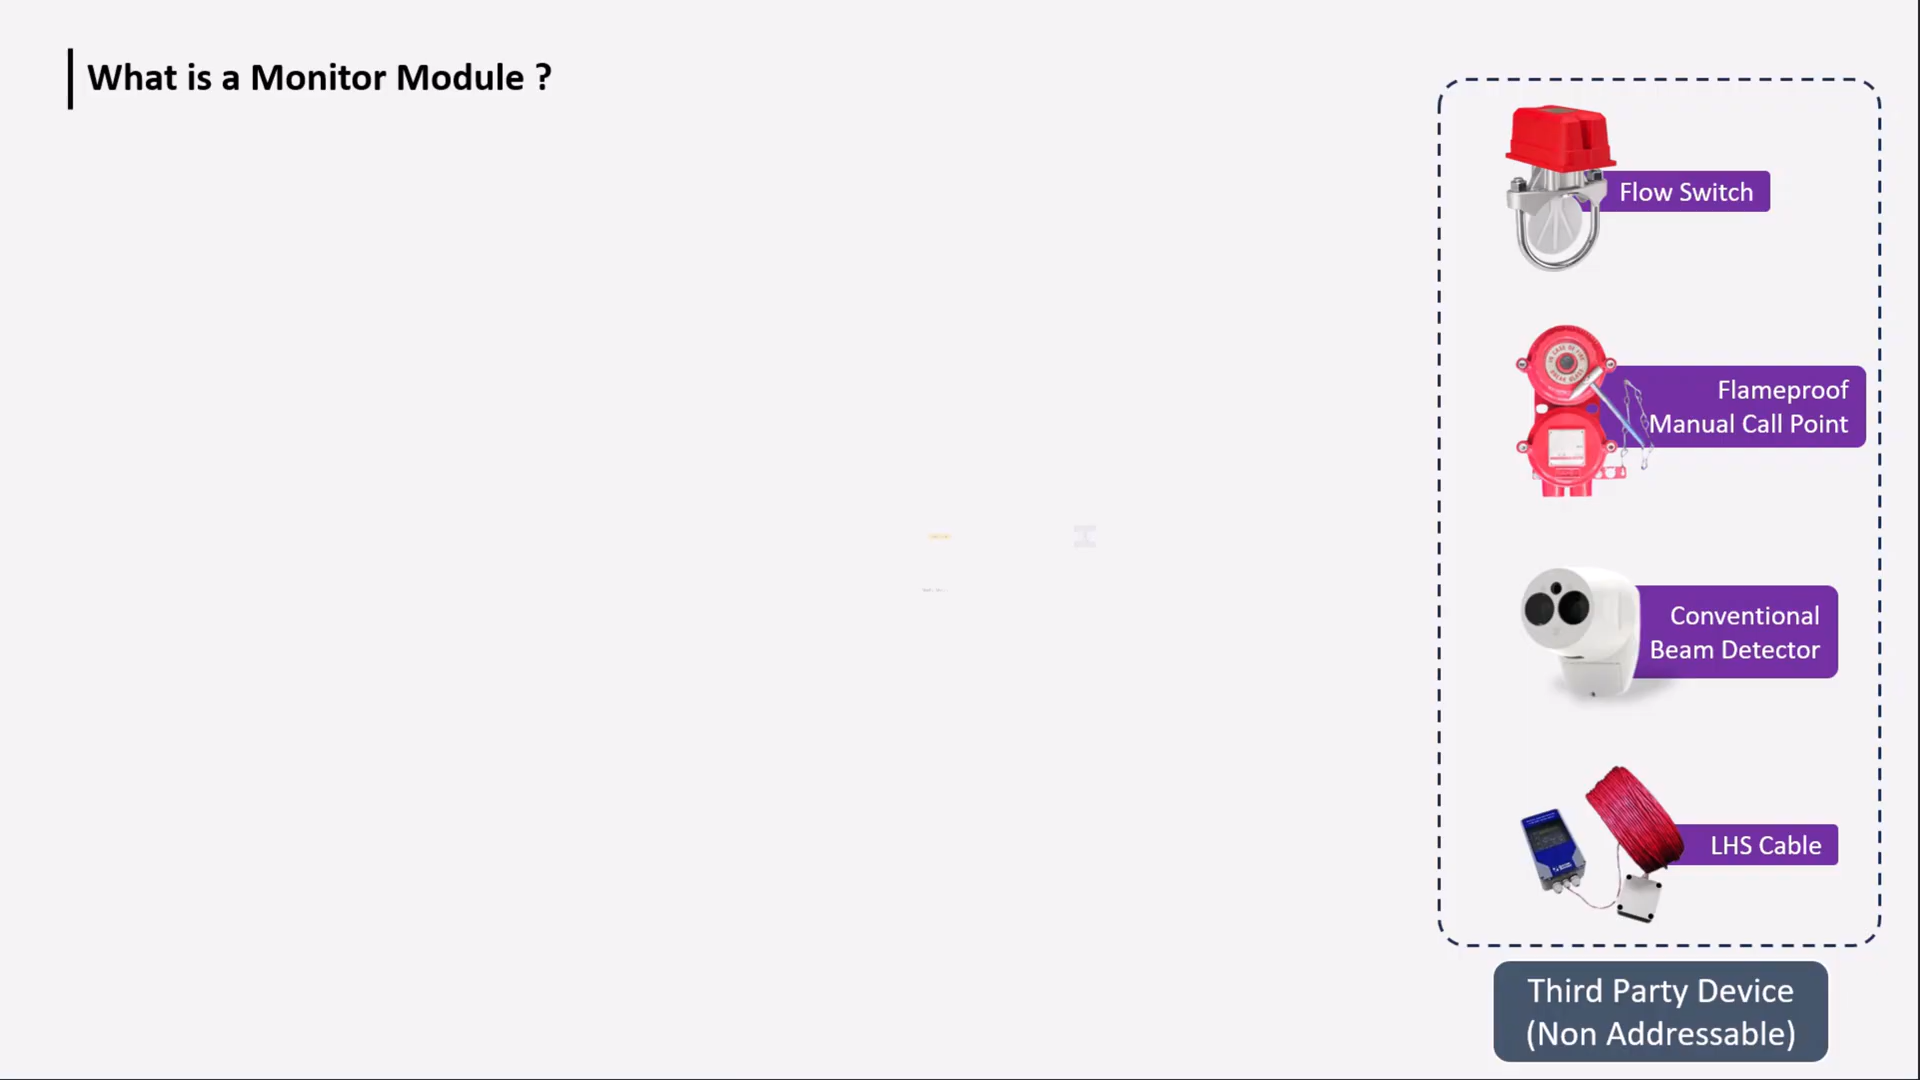 What is a Monitor Module ?
Flow Switch
Flameproof
Manual Call Point
Conventional
Beam Detector
LHS Cable
Third Party Device
(Non Addressable)